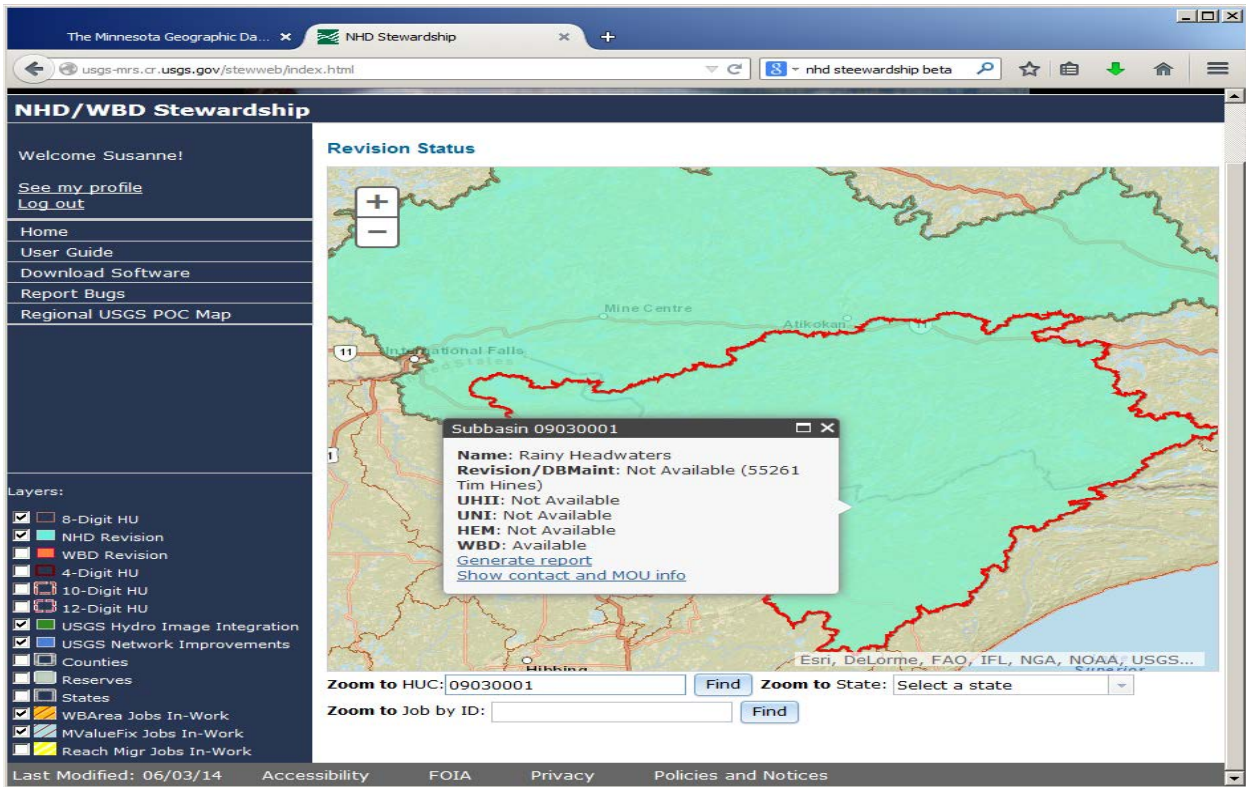 The Minnesota Geographic Da...
NHD Stewardship
usgs-mrs.cr.usgs.gov/stewweb/index.html
nhd steewardship beta
NHD/WBD Stewardship
Welcome Susanne!
See my profile
Log out
Home
User Guide
Download Software
Report Bugs
Regional USGS POC Map
Layers:
8-Digit HU
NHD Revision
WBD Revision
4-Digit HU
10-Digit HU
12-Digit HU
USGS Hydro Image Integration
USGS Network Improvements
Counties
Reserves
States
WBArea Jobs In-Work
MValueFix Jobs In-Work
Reach Migr Jobs In-Work
Revision Status
+
−
Mine Centre
Atikokan
11
11
International Falls
United States
Subbasin 09030001
Name: Rainy Headwaters
Revision/DBMaint: Not Available (55261
Tim Hines)
UHII: Not Available
UNI: Not Available
HEM: Not Available
WBD: Available
Generate report
Show contact and MOU info
Hibbing
Esri, DeLorme, FAO, IFL, NGA, NOAA, USGS...
Superior
Zoom to HUC: 09030001 Find Zoom to State: Select a state
Zoom to Job by ID: Find
Last Modified: 06/03/14 Accessibility FOIA Privacy Policies and Notices